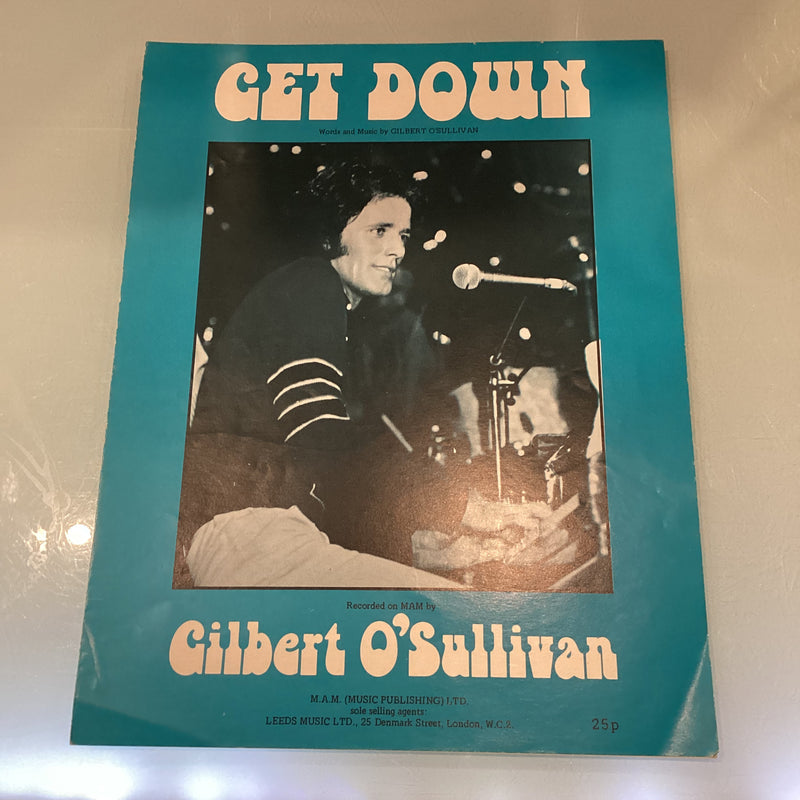 GET DOWN
Words and Music by GILBERT O'SULLIVAN
Recorded on MAM by
Gilbert O'Sullivan
M.A.M. (MUSIC PUBLISHING) LTD.
sole selling agents:
LEEDS MUSIC LTD., 25 Denmark Street, London, W.C.2.
25p